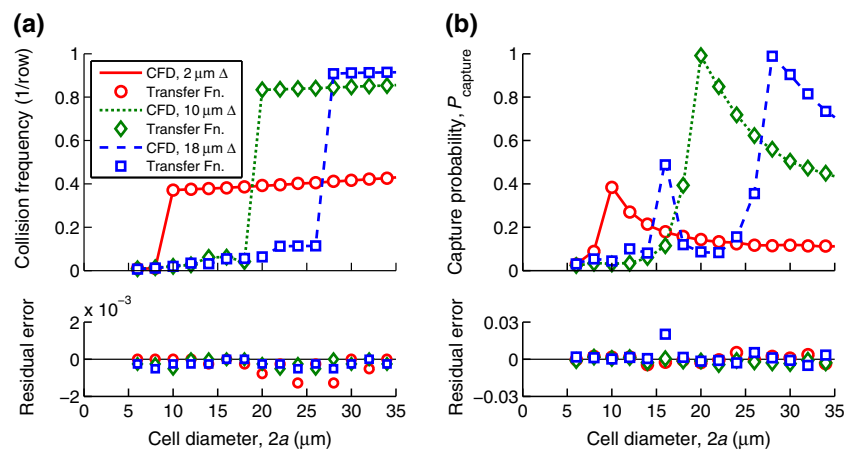 (a)
Collision frequency (1/row)
1
0.8
0.6
0.4
0.2
0
CFD, 2 μm Δ
Transfer Fn.
CFD, 10 μm Δ
Transfer Fn.
CFD, 18 μm Δ
Transfer Fn.
x 10⁻³
Residual error
2
0
−2
0 5 10 15 20 25 30 35
Cell diameter, 2a (μm)
(b)
Capture probability, Pcapture
1
0.8
0.6
0.4
0.2
0
Residual error
0.03
0
−0.03
0 5 10 15 20 25 30 35
Cell diameter, 2a (μm)